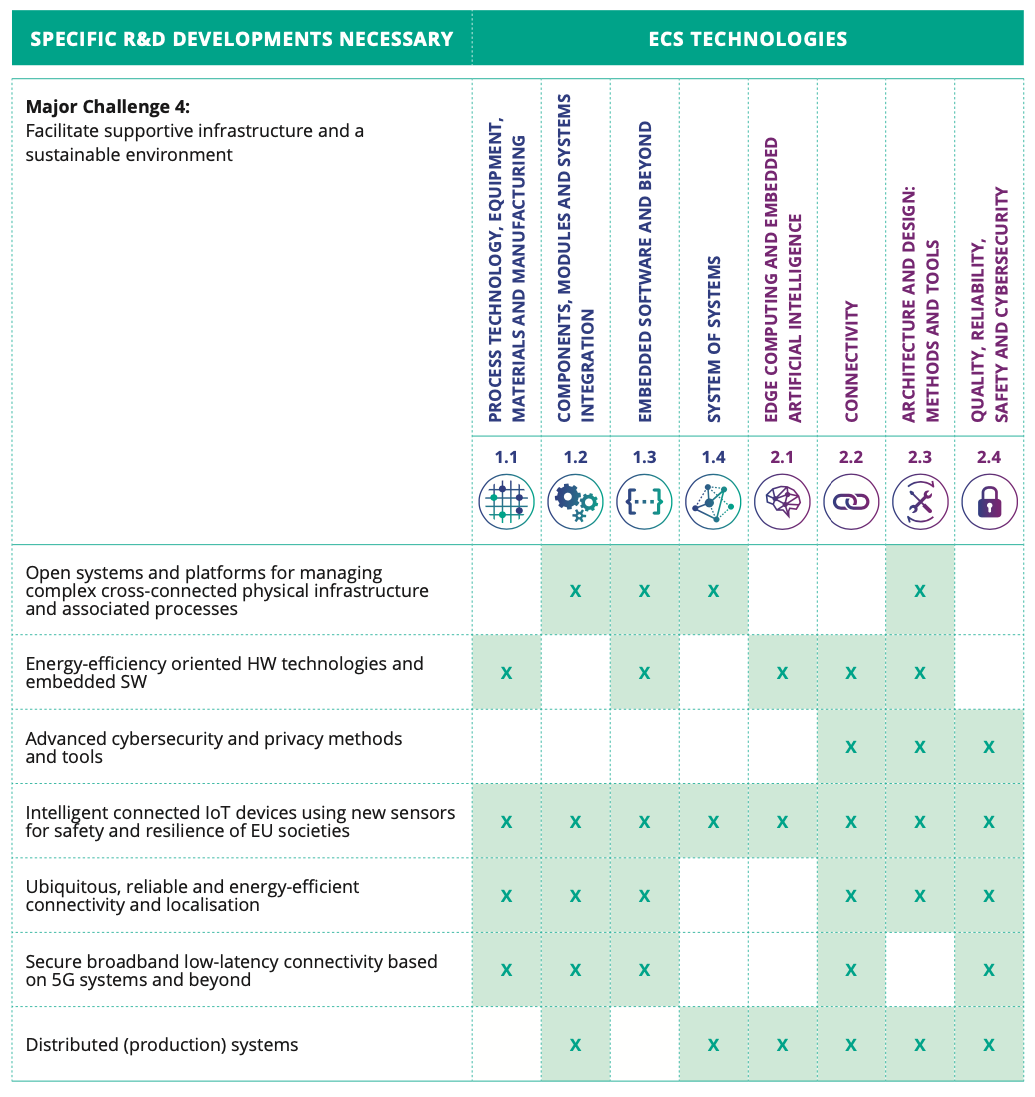 SPECIFIC R&D DEVELOPMENTS NECESSARY
ECS TECHNOLOGIES
Major Challenge 4:
Facilitate supportive infrastructure and a
sustainable environment
PROCESS TECHNOLOGY, EQUIPMENT,
MATERIALS AND MANUFACTURING
COMPONENTS, MODULES AND SYSTEMS
INTEGRATION
EMBEDDED SOFTWARE AND BEYOND
SYSTEM OF SYSTEMS
EDGE COMPUTING AND EMBEDDED
ARTIFICIAL INTELLIGENCE
CONNECTIVITY
ARCHITECTURE AND DESIGN:
METHODS AND TOOLS
QUALITY, RELIABILITY,
SAFETY AND CYBERSECURITY
1.1 1.2 1.3 1.4 2.1 2.2 2.3 2.4
Open systems and platforms for managing
complex cross-connected physical infrastructure
and associated processes
X X X X
Energy-efficiency oriented HW technologies and
embedded SW
X X X X X
Advanced cybersecurity and privacy methods
and tools
X X X
Intelligent connected IoT devices using new sensors
for safety and resilience of EU societies
X X X X X X X X
Ubiquitous, reliable and energy-efficient
connectivity and localisation
X X X X X X
Secure broadband low-latency connectivity based
on 5G systems and beyond
X X X X X
Distributed (production) systems
X X X X X X